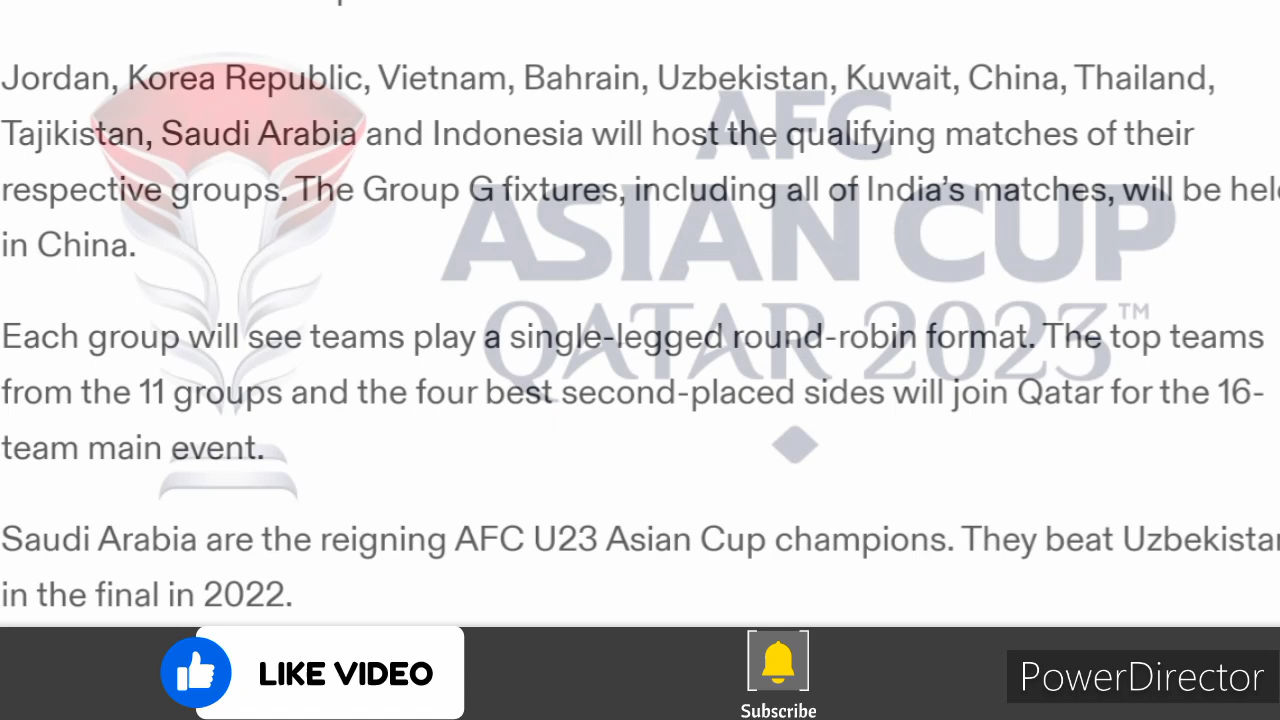 Jordan, Korea Republic, Vietnam, Bahrain, Uzbekistan, Kuwait, China, Thailand,
Tajikistan, Saudi Arabia and Indonesia will host the qualifying matches of their
respective groups. The Group G fixtures, including all of India’s matches, will be
in China.
Each group will see teams play a single-legged round-robin format. The top teams
from the 11 groups and the four best second-placed sides will join Qatar for the 16-
team main event.
Saudi Arabia are the reigning AFC U23 Asian Cup champions. They beat Uzbekistan
in the final in 2022.
AFC
ASIAN CUP
QATAR 2023™
LIKE VIDEO
Subscribe
PowerDirector